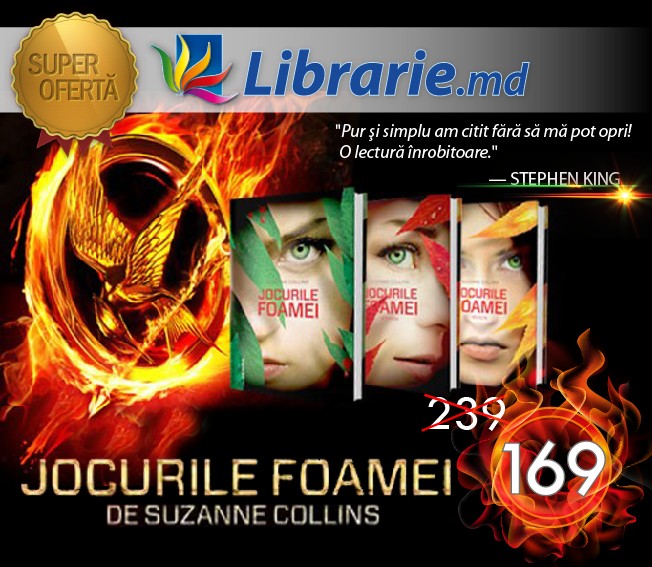 SUPER
OFERTĂ
Librarie.md
"Pur şi simplu am citit fără să mă pot opri!
O lectură înrobitoare."
— STEPHEN KING
JOCURILE
FOAMEI
JOCURILE
FOAMEI
JOCURILE
FOAMEI
239
169
JOCURILE FOAMEI
DE SUZANNE COLLINS